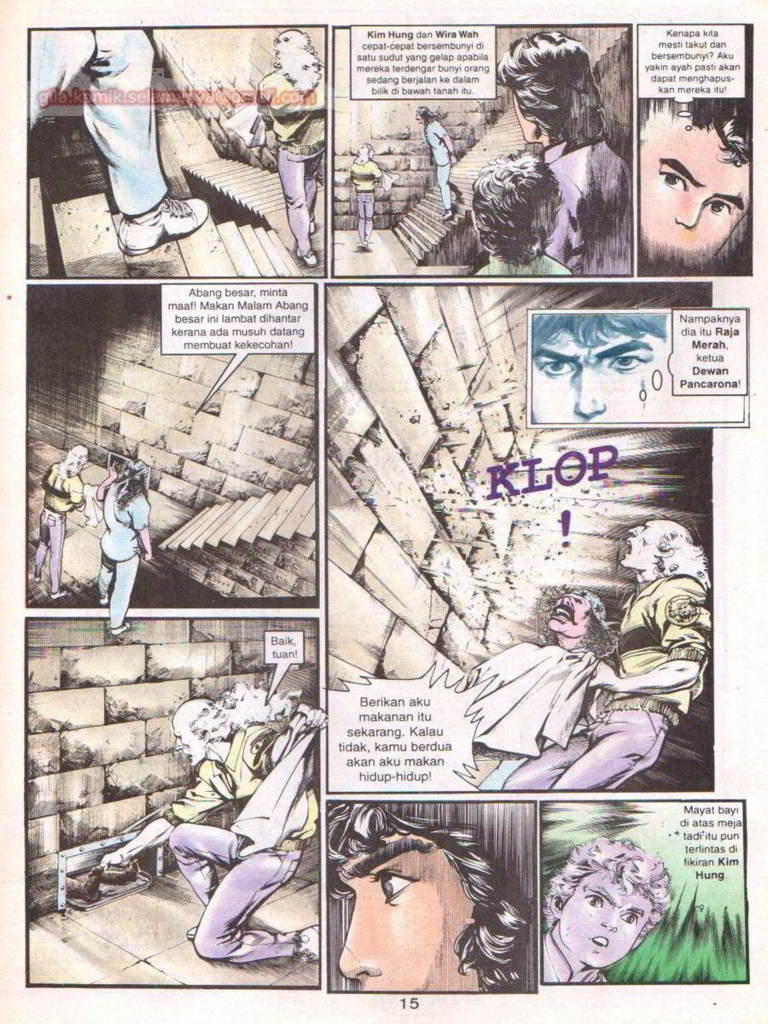 gila.komik.selamanya@gmail.com
Kim Hung dan Wira Wah
cepat-cepat bersembunyi di
satu sudut yang gelap apabila
mereka terdengar bunyi orang
sedang berjalan ke dalam
bilik di bawah tanah itu.
Kenapa kita
mesti takut dan
bersembunyi? Aku
yakin ayah pasti akan
dapat menghapus-
kan mereka itu!
Abang besar, minta
maaf! Makan Malam Abang
besar ini lambat dihantar
kerana ada musuh datang
membuat kekecohan!
Nampaknya
dia itu Raja
Merah,
ketua
Dewan
Pancarona!
KLOP
!
Berikan aku
makanan itu
sekarang. Kalau
tidak, kamu berdua
akan aku makan
hidup-hidup!
Baik,
tuan!
Mayat bayi
di atas meja
tadi itu pun
terlintas di
fikiran Kim
Hung.
15